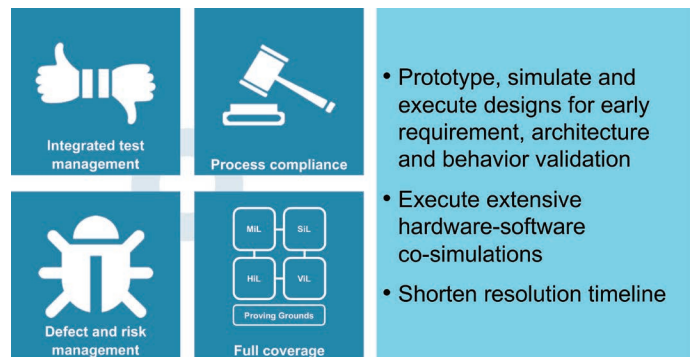 Integrated test
management
Process compliance
Defect and risk
management
MiL
SiL
HiL
ViL
Proving Grounds
Full coverage
• Prototype, simulate and
execute designs for early
requirement, architecture
and behavior validation
• Execute extensive
hardware-software
co-simulations
• Shorten resolution timeline